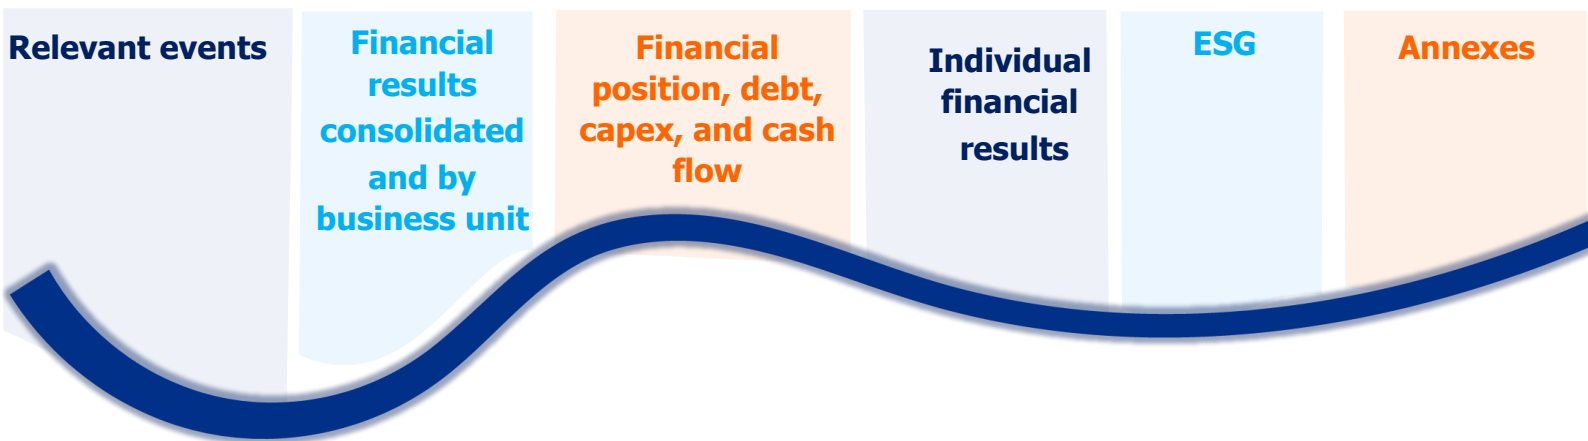 Relevant events
Financial
results
consolidated
and by
business unit
Financial
position, debt,
capex, and cash
flow
Individual
financial
results
ESG
Annexes